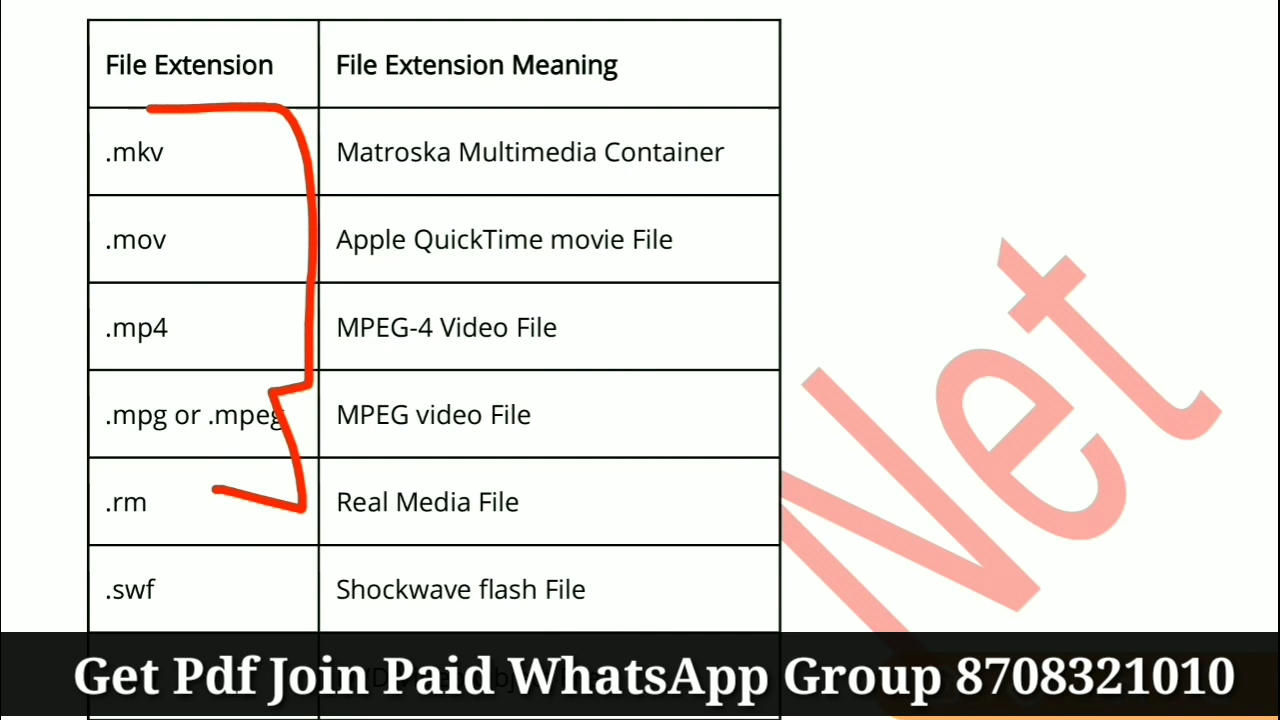 File Extension File Extension Meaning
.mkv Matroska Multimedia Container
.mov Apple QuickTime movie File
.mp4 MPEG-4 Video File
.mpg or .mpeg MPEG video File
.rm Real Media File
.swf Shockwave flash File
Net
Get Pdf Join Paid WhatsApp Group 8708321010